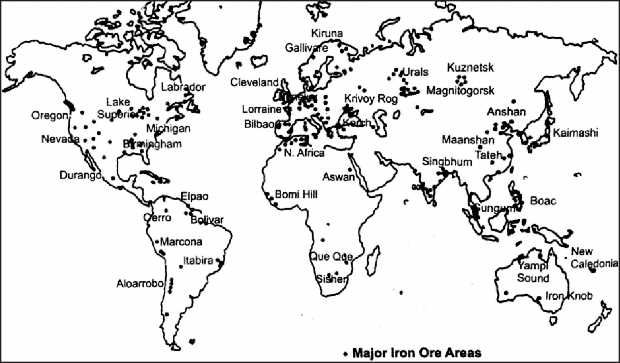 Kiruna
Gallivare
Cleveland
Urals
Kuznetsk
Magnitogorsk
Labrador
Lake
Superior
Oregon
Michigan
Nevada
Birmingham
Durango
Lorraine
Bilbao
Krivoy Rog
Kerch
N. Africa
Aswan
Anshan
Maanshan
Kaimashi
Tateh
Singbhum
Elpao
Cerro
Bolivar
Bomi Hill
Boac
Marcona
Itabira
Aloarrobo
Que Que
Sishen
Yampi
Sound
New
Caledonia
Iron Knob
• Major Iron Ore Areas